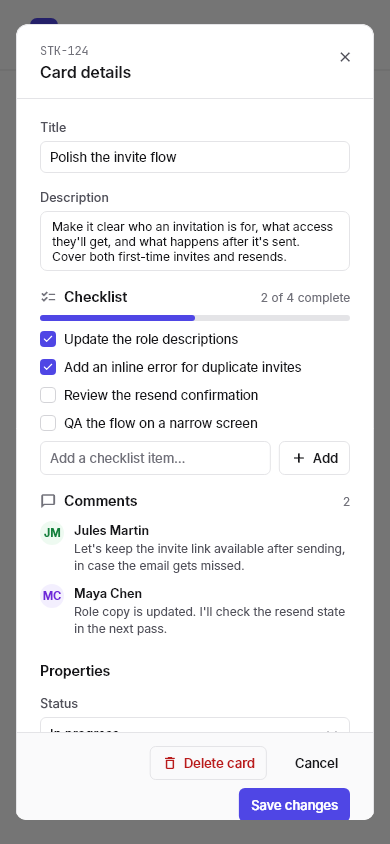 STK-124
Card details
Title
Polish the invite flow
Description
Make it clear who an invitation is for, what access
they'll get, and what happens after it's sent.
Cover both first-time invites and resends.
Checklist
2 of 4 complete
Update the role descriptions
Add an inline error for duplicate invites
Review the resend confirmation
QA the flow on a narrow screen
Add a checklist item...
Add
Comments
2
JM
Jules Martin
Let's keep the invite link available after sending,
in case the email gets missed.
MC
Maya Chen
Role copy is updated. I'll check the resend state
in the next pass.
Properties
Status
In progress
Delete card
Cancel
Save changes